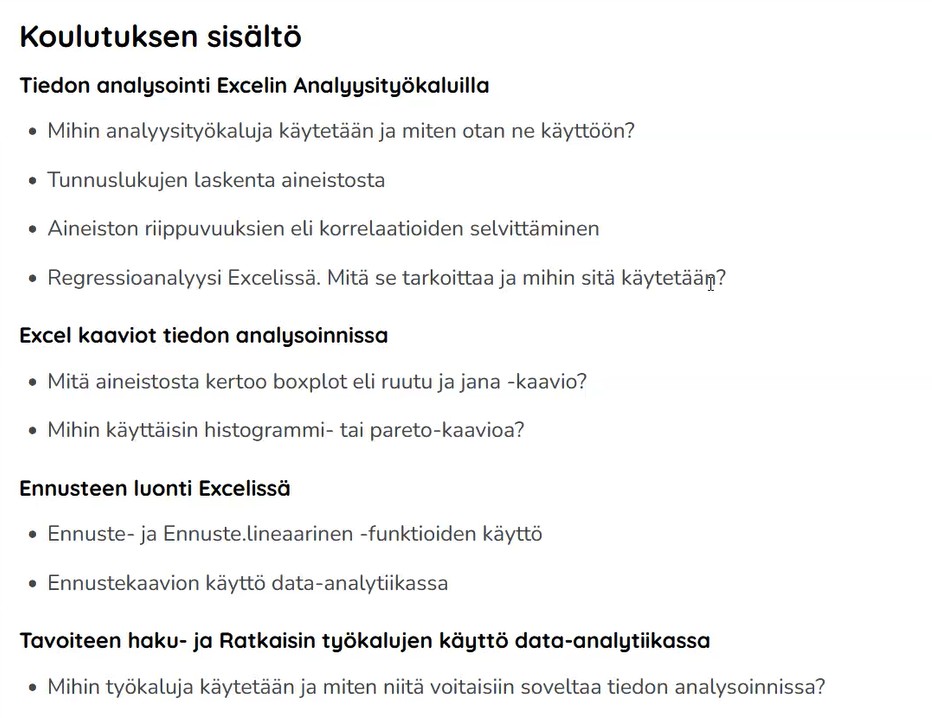 Koulutuksen sisältö
Tiedon analysointi Excelin Analyysityökaluilla
• Mihin analyysityökaluja käytetään ja miten otan ne käyttöön?
• Tunnuslukujen laskenta aineistosta
• Aineiston riippuvuuksien eli korrelaatioiden selvittäminen
• Regressioanalyysi Excelissä. Mitä se tarkoittaa ja mihin sitä käytetään?
Excel kaaviot tiedon analysoinnissa
• Mitä aineistosta kertoo boxplot eli ruutu ja jana -kaavio?
• Mihin käyttäisin histogrammi- tai pareto-kaavioa?
Ennusteen luonti Excelissä
• Ennuste- ja Ennuste.lineaarinen -funktioiden käyttö
• Ennustekaavion käyttö data-analytiikassa
Tavoiteen haku- ja Ratkaisin työkalujen käyttö data-analytiikassa
• Mihin työkaluja käytetään ja miten niitä voitaisiin soveltaa tiedon analysoinnissa?